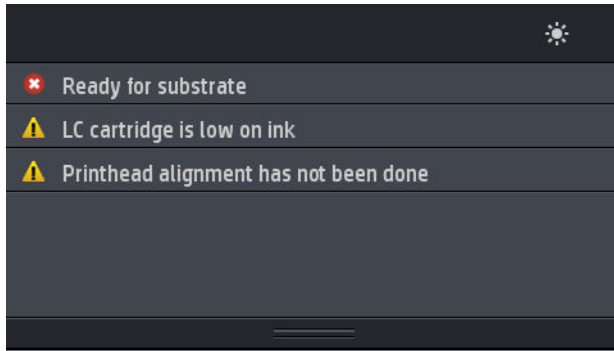 Ready for substrate
LC cartridge is low on ink
Printhead alignment has not been done